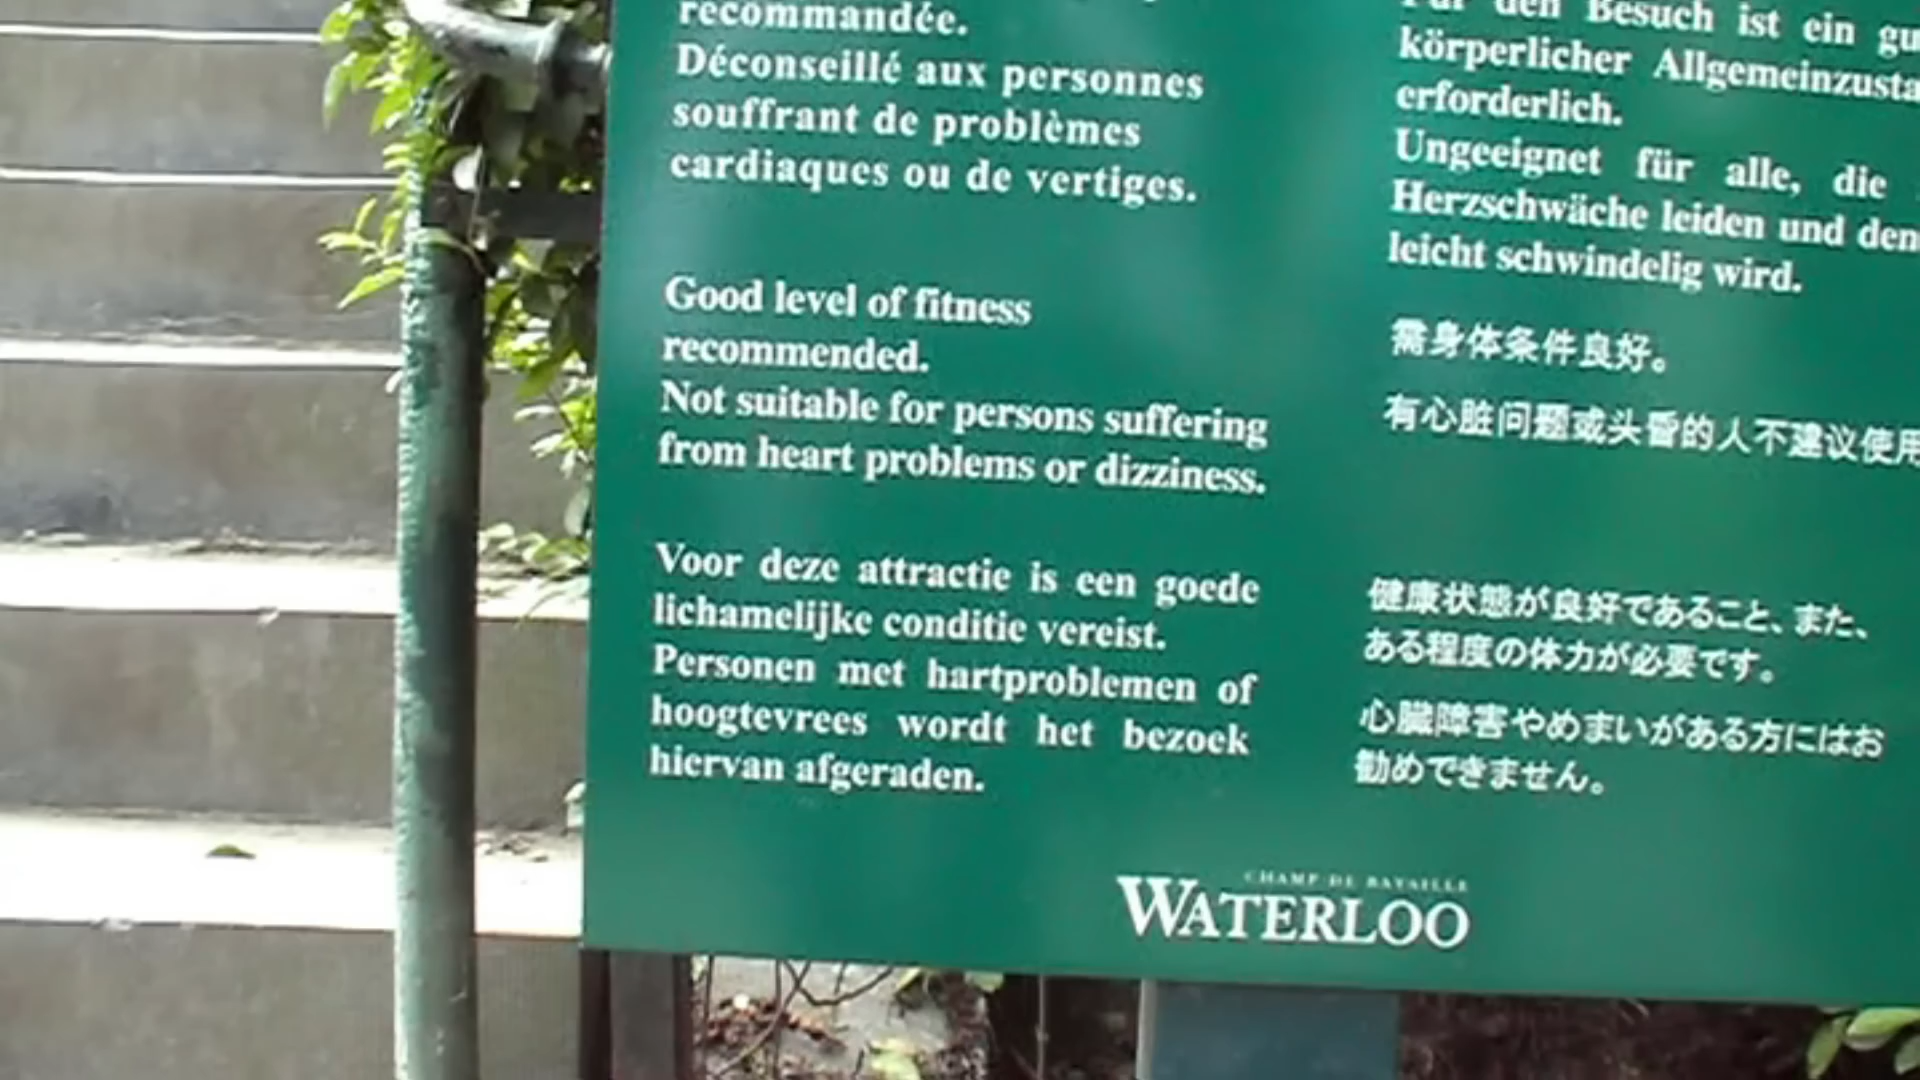 recommandée.
Déconseillé aux personnes
souffrant de problèmes
cardiaques ou de vertiges.
Good level of fitness
recommended.
Not suitable for persons suffering
from heart problems or dizziness.
Voor deze attractie is een goede
lichamelijke conditie vereist.
Personen met hartproblemen of
hoogtevrees wordt het bezoek
hiervan afgeraden.
Für den Besuch ist ein
körperlicher
erforderlich.
Ungeeignet für alle, die
Herzschwäche leiden und
leicht schwindelig wird.
需身体条件良好。
有心脏问题或头昏的人不建议使用
健康状態が良好であること、また、
ある程度の体力が必要です。
心臓障害やめまいがある方にはお
勧めできません。
CHAMP DE BATAILLE
WATERLOO